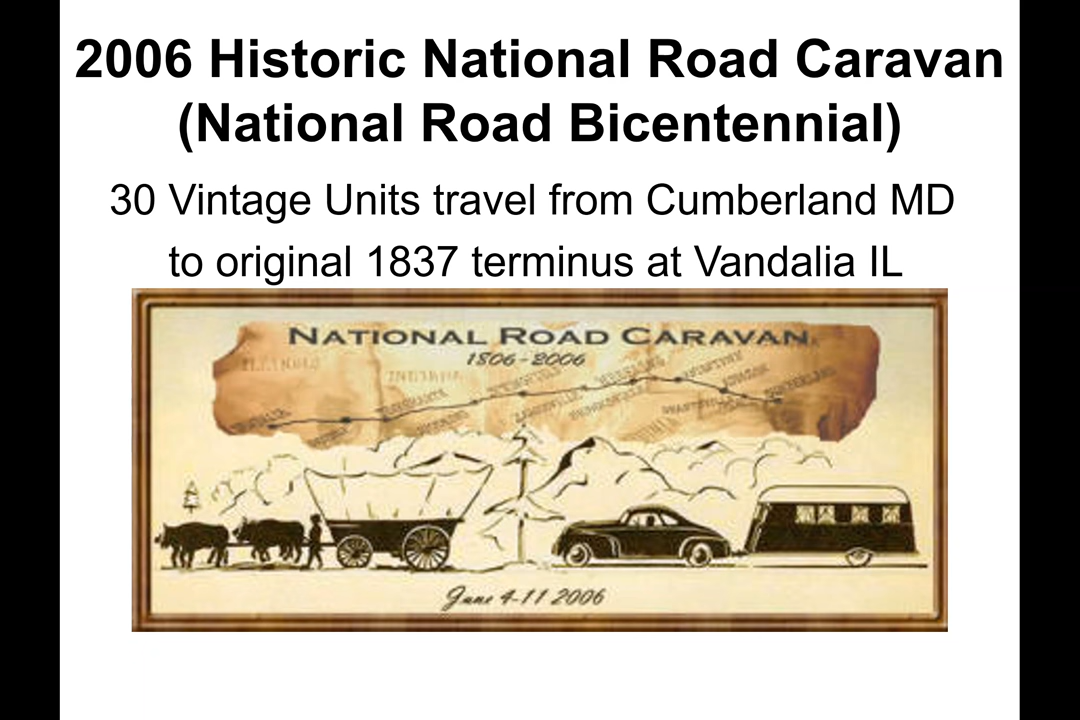 2006 Historic National Road Caravan
(National Road Bicentennial)
30 Vintage Units travel from Cumberland MD
to original 1837 terminus at Vandalia IL
NATIONAL ROAD CARAVAN
1806-2006
INDIANA
June 4-11 2006